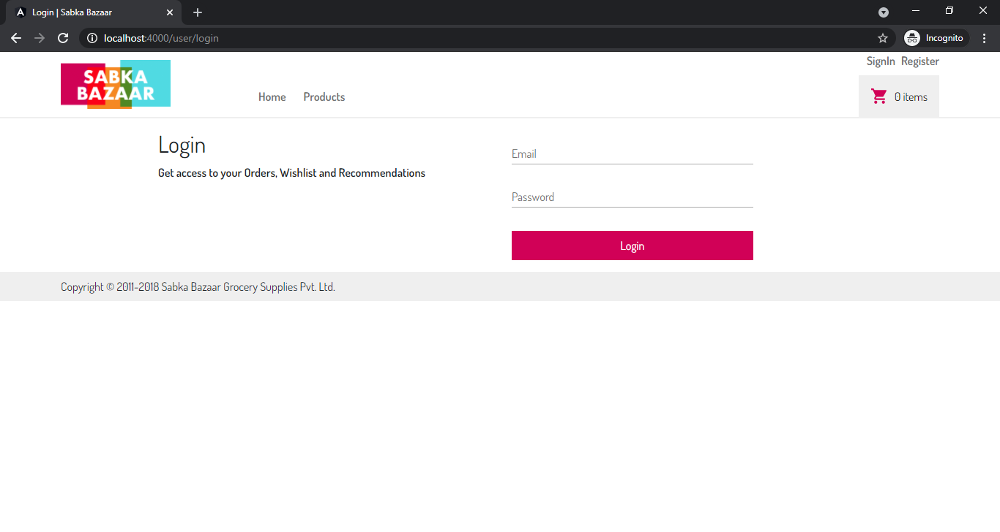 Login | Sabka Bazaar
localhost:4000/user/login
Incognito
SignIn Register
SABKA
BAZAAR
Home Products
0 items
Login
Get access to your Orders, Wishlist and Recommendations
Email
Password
Login
Copyright © 2011-2018 Sabka Bazaar Grocery Supplies Pvt. Ltd.